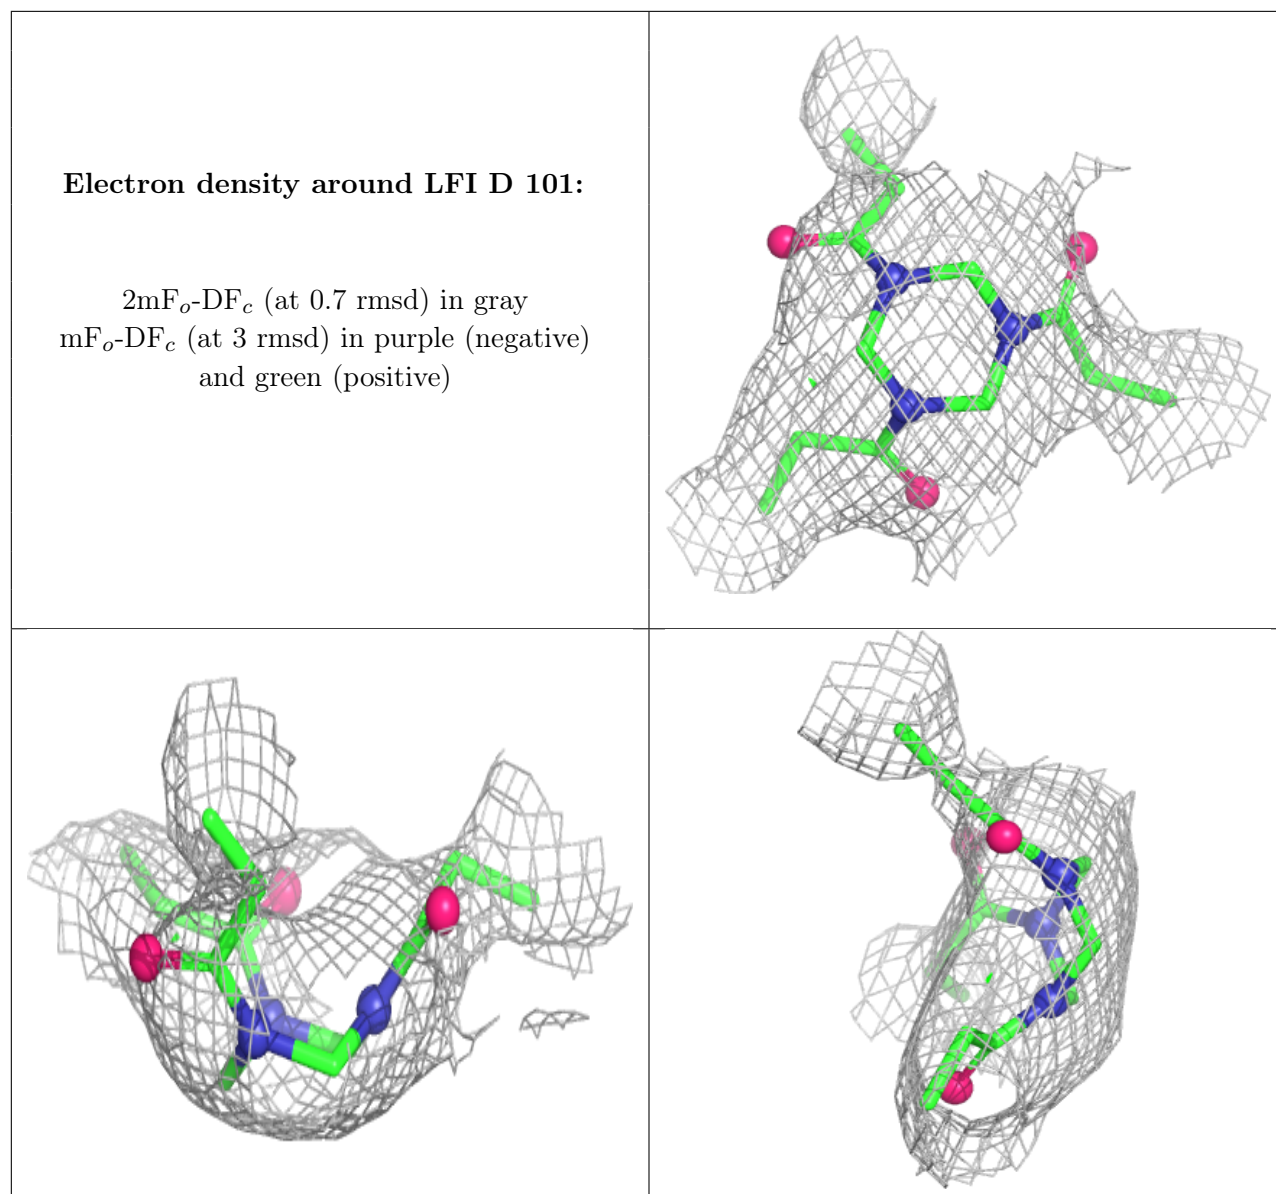 Electron density around LFI D 101:
2mFo-DFc (at 0.7 rmsd) in gray
mFo-DFc (at 3 rmsd) in purple (negative)
and green (positive)